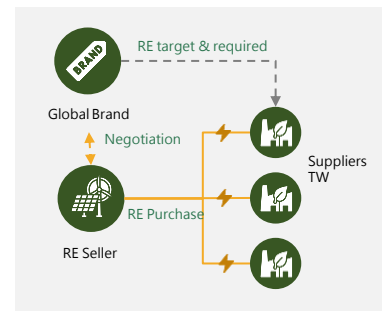 BRAND
RE target & required
Global Brand
Negotiation
Suppliers
TW
RE Purchase
RE Seller